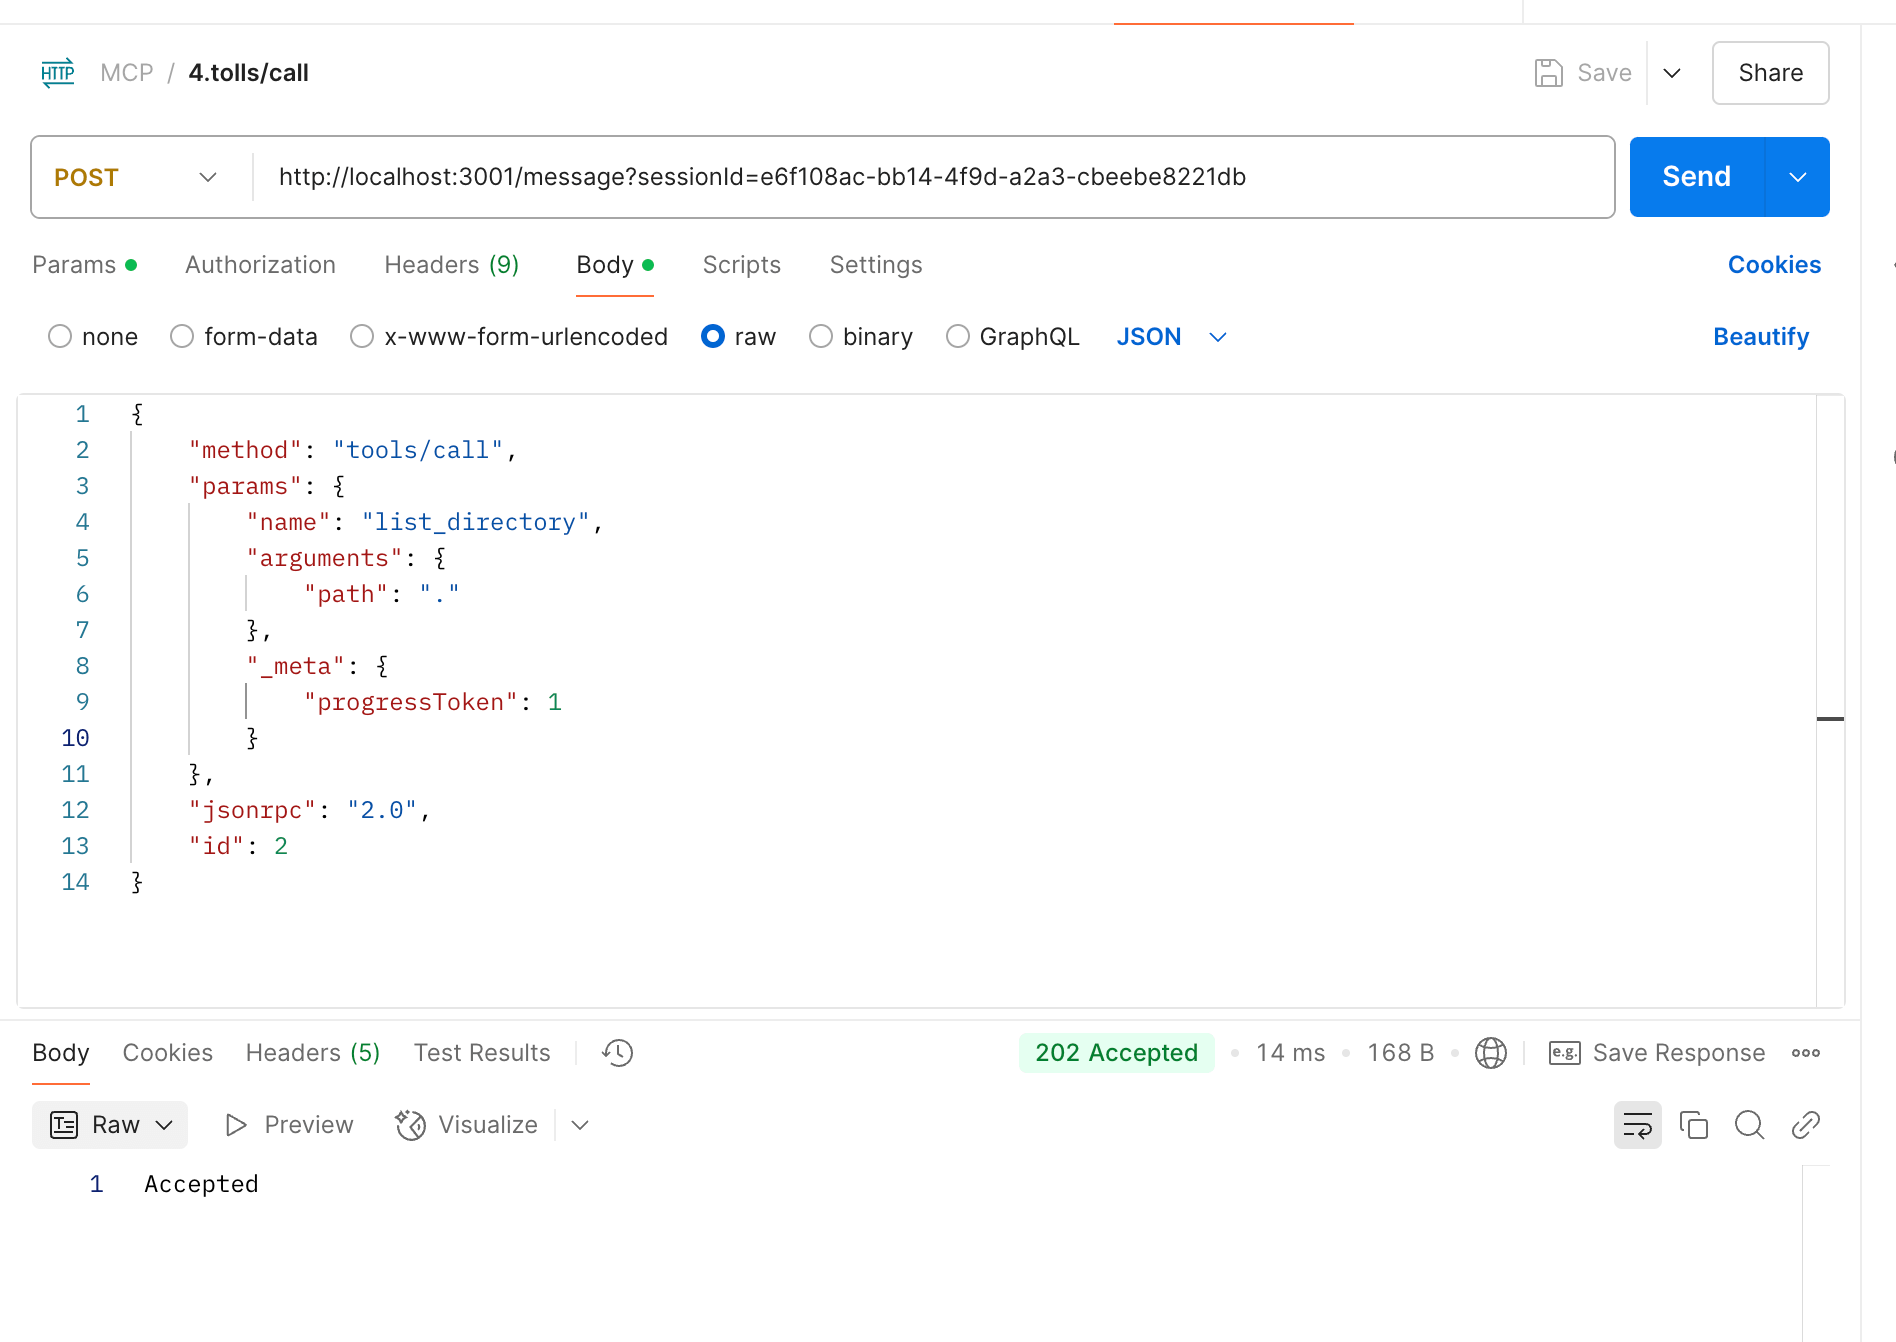 HTTP MCP / 4.tolls/call Save Share
POST http://localhost:3001/message?sessionId=e6f108ac-bb14-4f9d-a2a3-cbeebe8221db Send
Params Authorization Headers (9) Body Scripts Settings Cookies
none form-data x-www-form-urlencoded raw binary GraphQL JSON Beautify
1 {
2 "method": "tools/call",
3 "params": {
4 "name": "list_directory",
5 "arguments": {
6 "path": "."
7 },
8 "_meta": {
9 "progressToken": 1
10 }
11 },
12 "jsonrpc": "2.0",
13 "id": 2
14 }
Body Cookies Headers (5) Test Results 202 Accepted 14 ms 168 B e.g. Save Response
Raw Preview Visualize
1 Accepted